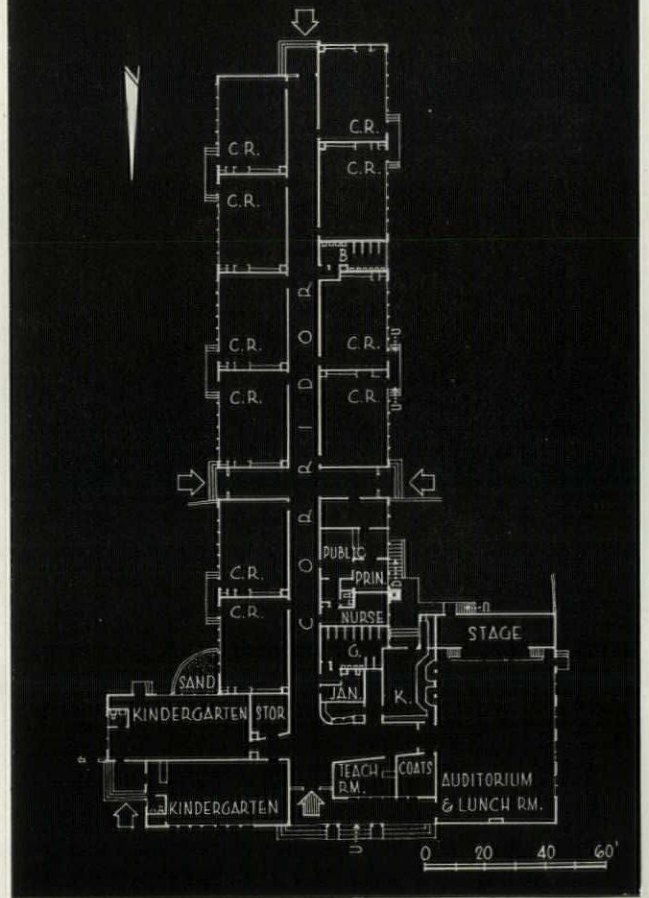 C.R.
C.R.
C.R.
C.R.
B
C.R.
C.R.
U
C.R.
C.R.
U
CORRIDOR
PUBLIC
C.R.
PRIN.
D
C.R.
NURSE
U
STAGE
G.
SAND
JAN.
K.
KINDERGARTEN
STOR
TEACH
RM.
COATS
AUDITORIUM
& LUNCH RM.
KINDERGARTEN
U
0 20 40 60'